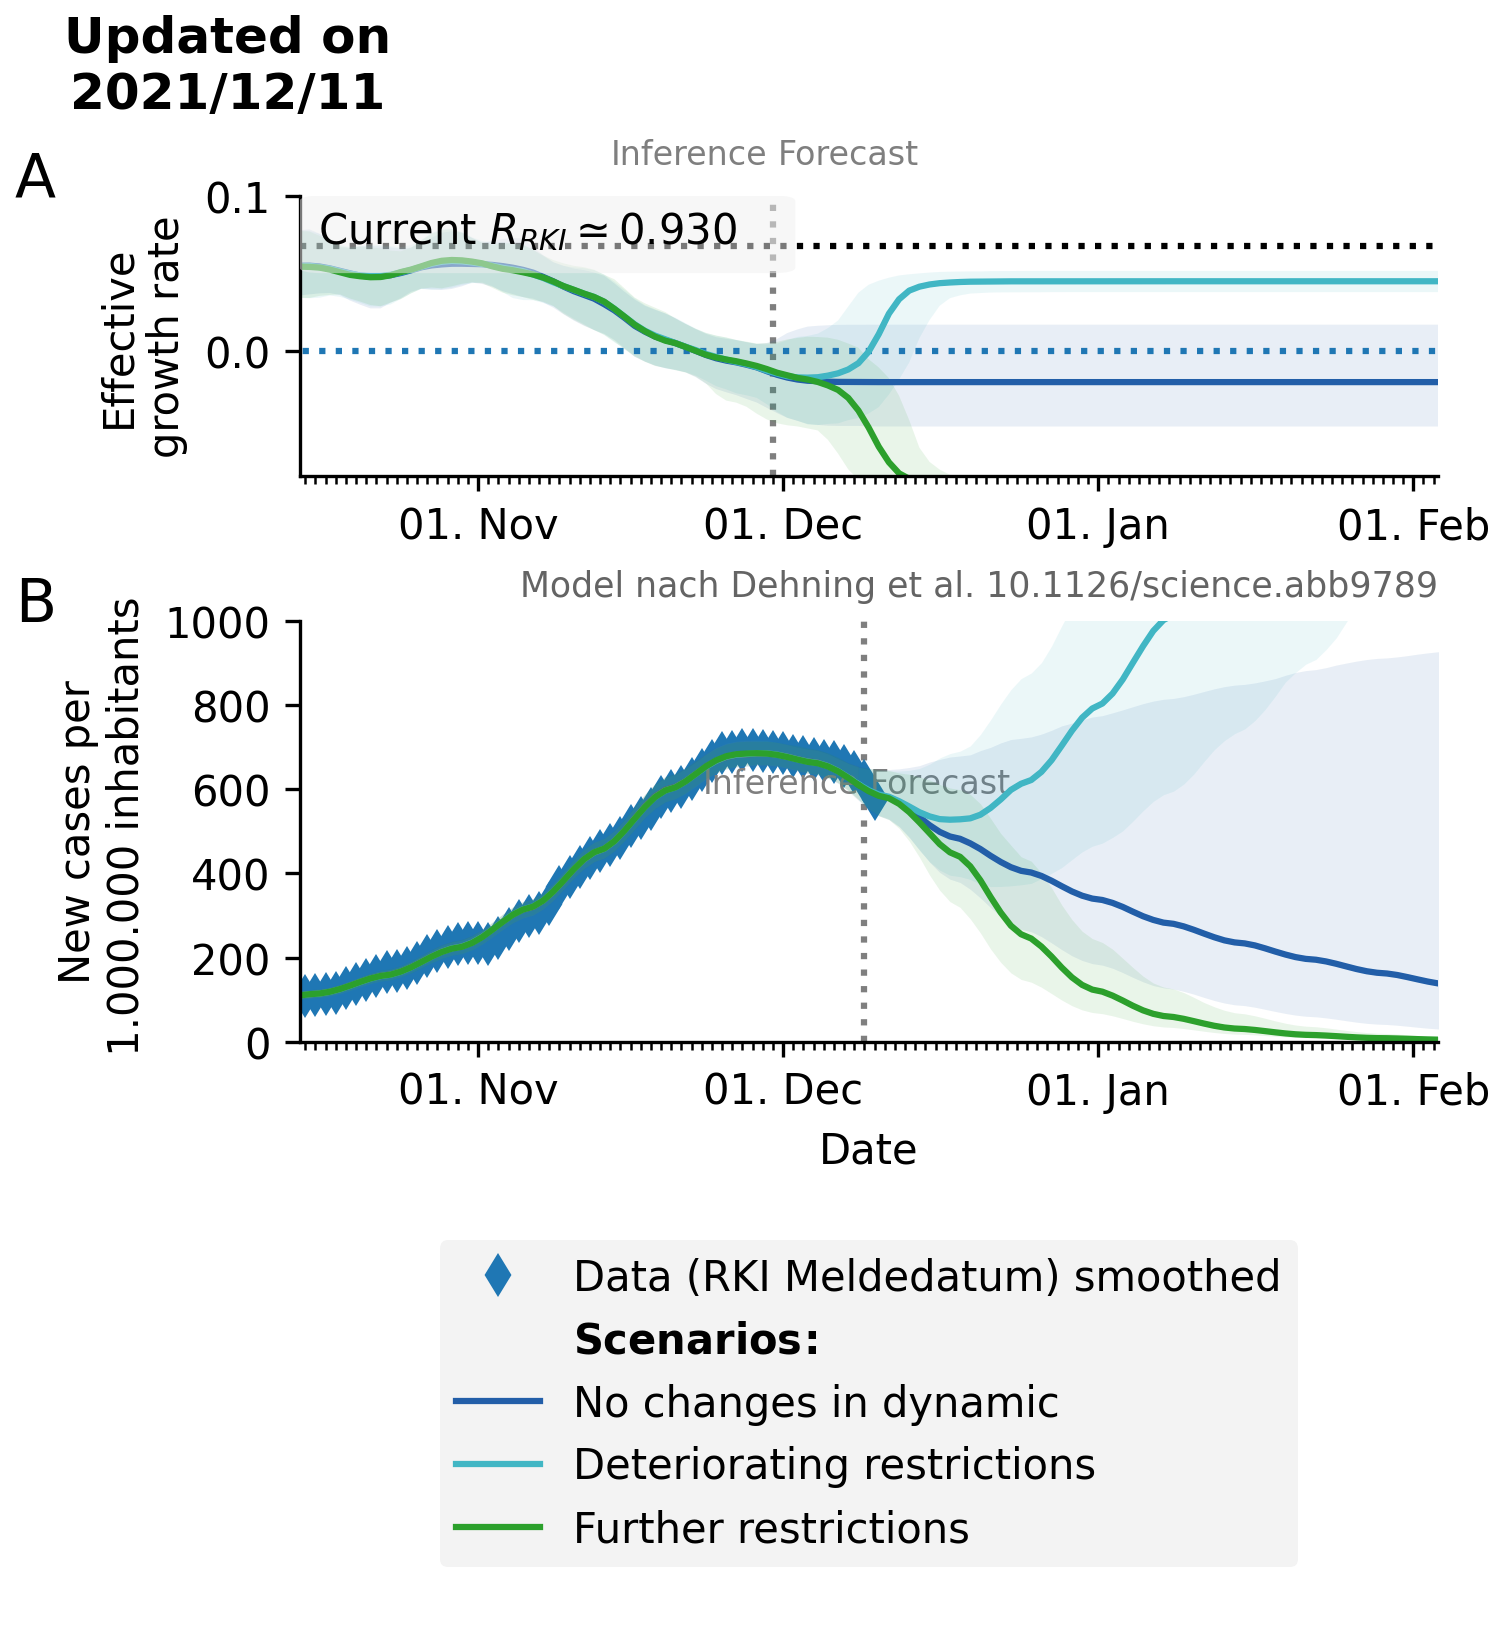 Updated on
2021/12/11
A
Inference Forecast
Effective
growth rate
0.1
0.0
Current R_RKI ≃ 0.930
01. Nov
01. Dec
01. Jan
01. Feb
B
Model nach Dehning et al. 10.1126/science.abb9789
New cases per
1.000.000 inhabitants
1000
800
600
400
200
0
Inference Forecast
01. Nov
01. Dec
01. Jan
01. Feb
Date
Data (RKI Meldedatum) smoothed
Scenarios:
No changes in dynamic
Deteriorating restrictions
Further restrictions